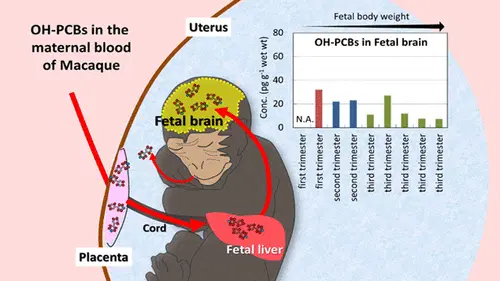 OH-PCBs in the
maternal blood
of Macaque
Uterus
Fetal brain
Cord
Fetal liver
Placenta
Fetal body weight
OH-PCBs in Fetal brain
Conc. (pg g⁻¹ wet wt)
80
60
40
20
0
N.A.
first trimester
first trimester
second trimester
second trimester
third trimester
third trimester
third trimester
third trimester
third trimester